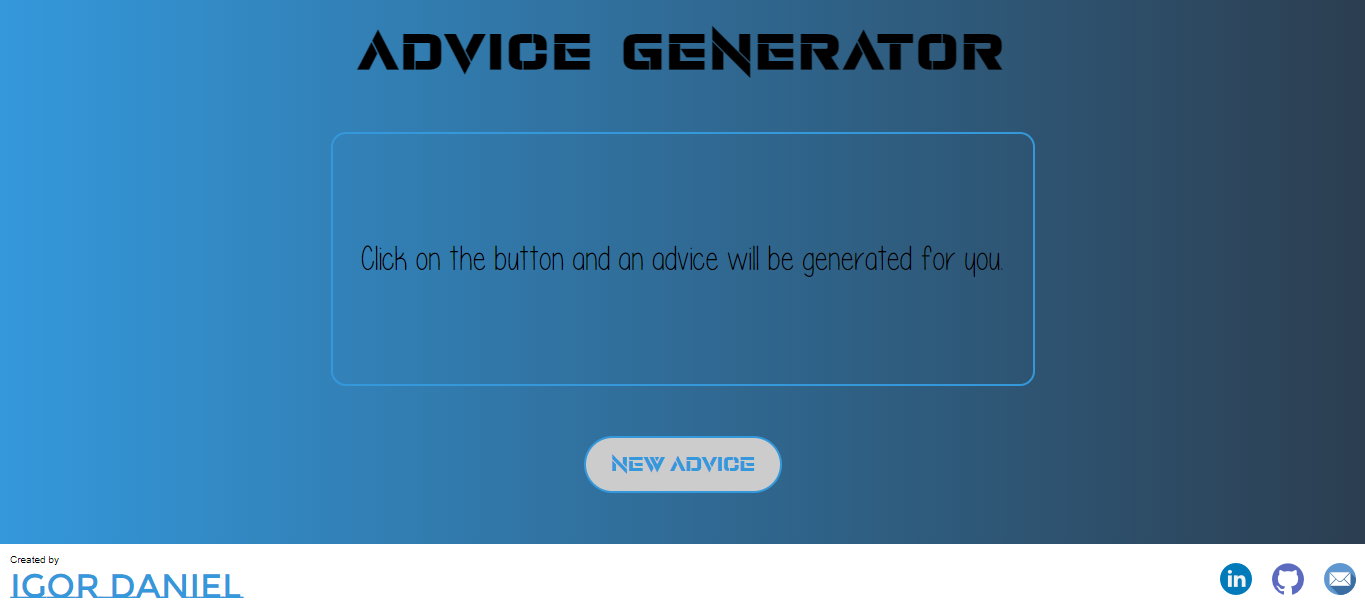 ADVICE GENERATOR
Click on the button and an advice will be generated for you.
NEW ADVICE
Created by
IGOR DANIEL
in